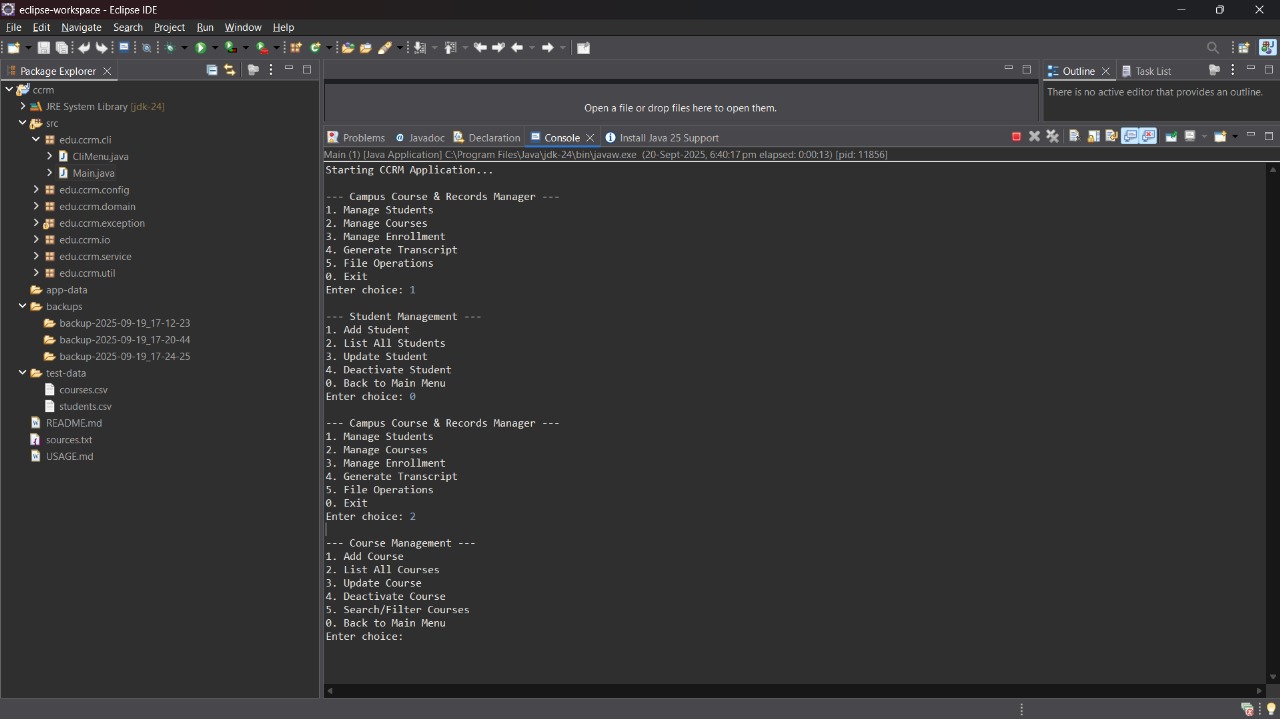 eclipse-workspace - Eclipse IDE
File Edit Navigate Search Project Run Window Help
Package Explorer
Outline
Task List
There is no active editor that provides an outline.
Open a file or drop files here to open them.
ccrm
JRE System Library [jdk-24]
src
edu.ccrm.cli
CliMenu.java
Main.java
edu.ccrm.config
edu.ccrm.domain
edu.ccrm.exception
edu.ccrm.io
edu.ccrm.service
edu.ccrm.util
app-data
backups
backup-2025-09-19_17-12-23
backup-2025-09-19_17-20-44
backup-2025-09-19_17-24-25
test-data
courses.csv
students.csv
README.md
sources.txt
USAGE.md
Problems Javadoc Declaration Console Install Java 25 Support
Main (1) [Java Application] C:\Program Files\Java\jdk-24\bin\javaw.exe (20-Sept-2025, 6:40:17 pm elapsed: 0:00:13) [pid: 11856]
Starting CCRM Application...
--- Campus Course & Records Manager ---
1. Manage Students
2. Manage Courses
3. Manage Enrollment
4. Generate Transcript
5. File Operations
0. Exit
Enter choice: 1
--- Student Management ---
1. Add Student
2. List All Students
3. Update Student
4. Deactivate Student
0. Back to Main Menu
Enter choice: 0
--- Campus Course & Records Manager ---
1. Manage Students
2. Manage Courses
3. Manage Enrollment
4. Generate Transcript
5. File Operations
0. Exit
Enter choice: 2
--- Course Management ---
1. Add Course
2. List All Courses
3. Update Course
4. Deactivate Course
5. Search/Filter Courses
0. Back to Main Menu
Enter choice: